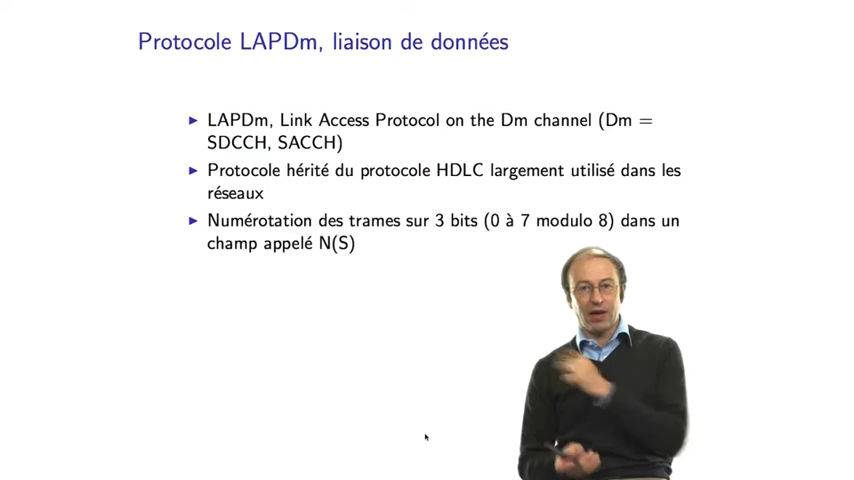 Protocole LAPDm, liaison de données
LAPDm, Link Access Protocol on the Dm channel (Dm =
SDCCH, SACCH)
Protocole hérité du protocole HDLC largement utilisé dans les
réseaux
Numérotation des trames sur 3 bits (0 à 7 modulo 8) dans un
champ appelé N(S)